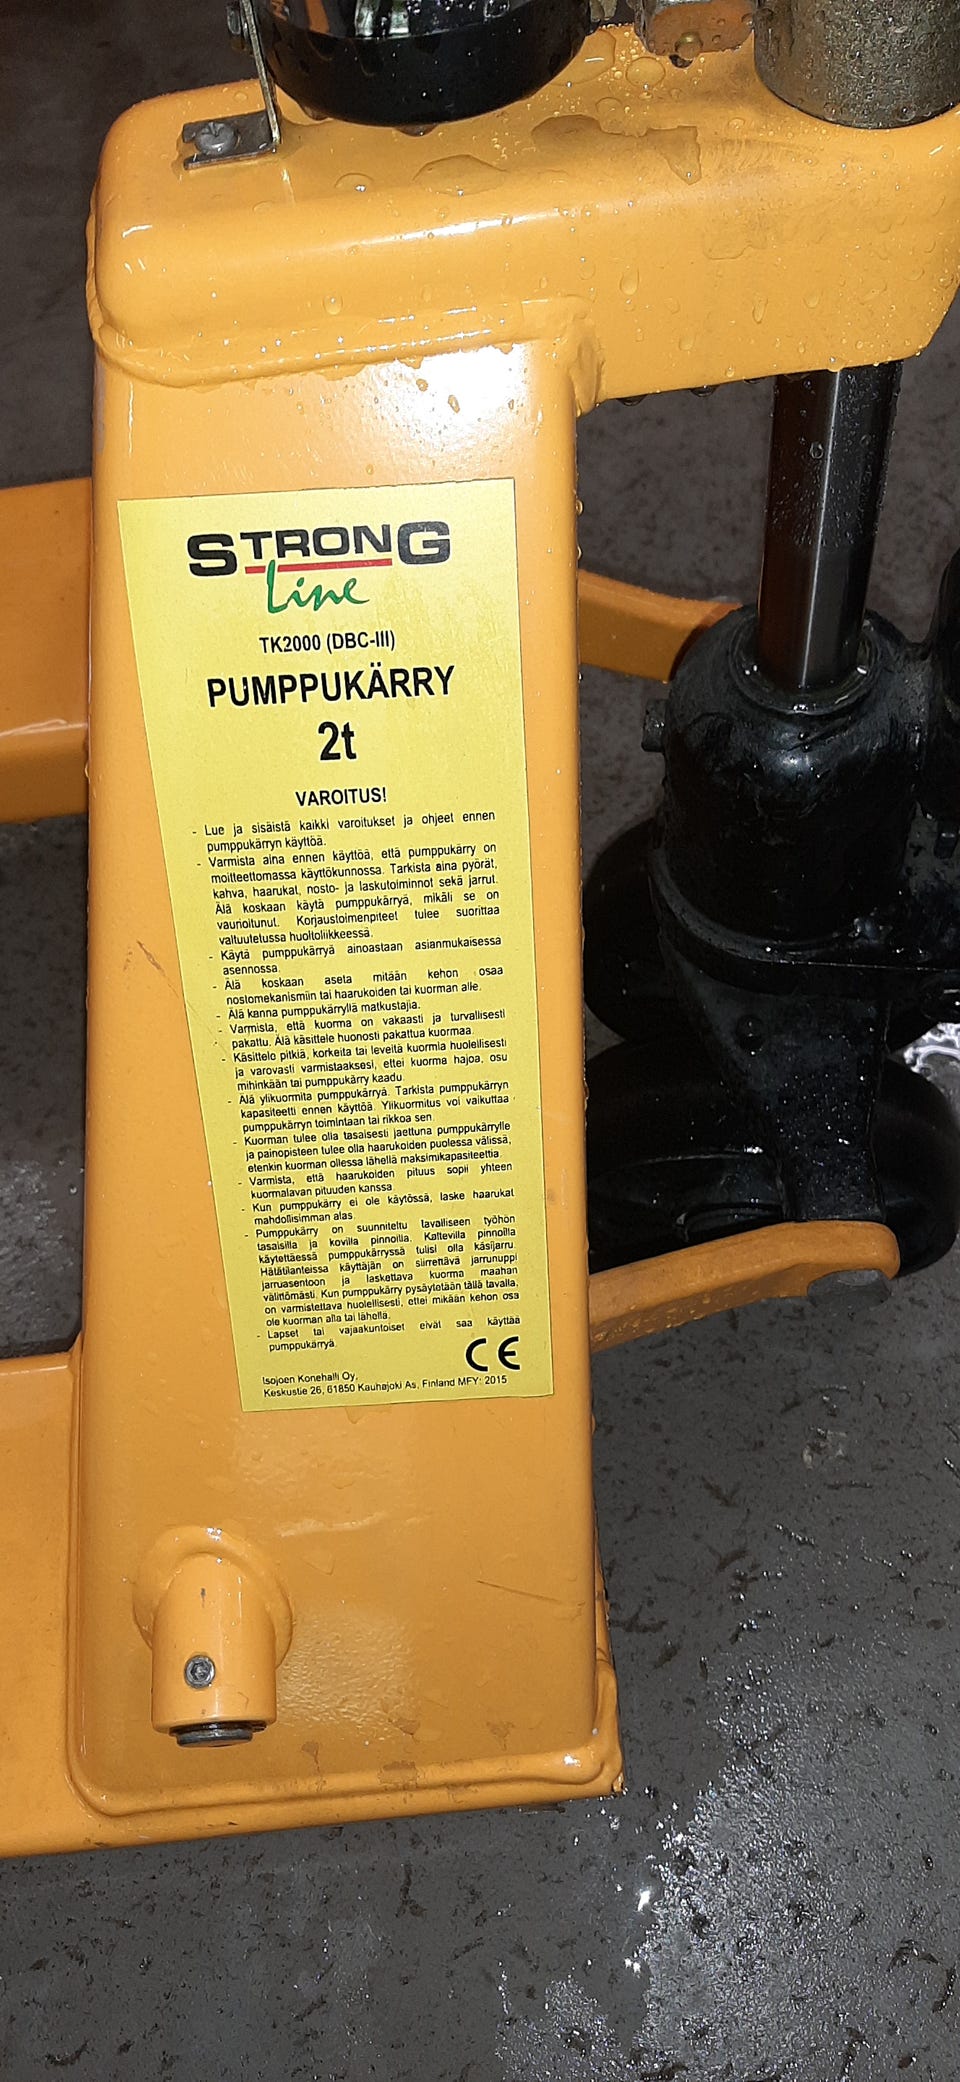 STRONG
Line
TK2000 (DBC-III)
PUMPPUKÄRRY
2t
VAROITUS!
- Lue ja sisäistä kaikki varoitukset ja ohjeet ennen
pumppukärryn käyttöä.
- Varmista aina ennen käyttöä, että pumppukärry on
moitteettomassa käyttökunnossa. Tarkista aina pyörät,
kahva, haarukat, nosto- ja laskutoiminnot sekä jarrut.
Älä koskaan käytä pumppukärryä, mikäli se on
vaurioitunut. Korjaustoimenpiteet tulee suorittaa
valtuutetussa huoltoliikkeessä.
- Käytä pumppukärryä ainoastaan asianmukaisessa
asennossa.
- Älä koskaan aseta mitään kehon osaa
nostomekanismiin tai haarukoiden tai kuorman alle.
- Älä kanna pumppukärryllä matkustajia.
- Varmista, että kuorma on vakaasti ja turvallisesti
pakattu. Älä käsittele huonosti pakattua kuormaa.
- Käsittele pitkiä, korkeita tai leveitä kuormia huolellisesti
ja varovasti varmistaaksesi, ettei kuorma hajoa, osu
mihinkään tai pumppukärry kaadu.
- Älä ylikuormita pumppukärryä. Tarkista pumppukärryn
kapasiteetti ennen käyttöä. Ylikuormitus voi vaikuttaa
pumppukärryn toimintaan tai rikkoa sen.
- Kuorman tulee olla tasaisesti jaettuna pumppukärrylle
ja painopisteen tulee olla haarukoiden puolessa välissä,
etenkin kuorman ollessa lähellä maksimikapasiteettia.
- Varmista, että haarukoiden pituus sopii yhteen
kuormalavan pituuden kanssa.
- Kun pumppukärry ei ole käytössä, laske haarukat
mahdollisimman alas.
- Pumppukärry on suunniteltu tavalliseen työhön
tasaisilla ja kovilla pinnoilla. Kaltevilla pinnoilla
käytettäessä pumppukärryssä tulisi olla käsijarru.
Hätätilanteissa käyttäjän on siirrettävä jarrunuppi
jarruasentoon ja laskettava kuorma maahan
välittömästi. Kun pumppukärry pysäytetään tällä tavalla,
on varmistettava huolellisesti, ettei mikään kehon osa
ole kuorman alla tai lähellä.
- Lapset tai vajaakuntoiset eivät saa käyttää
pumppukärryä.
CE
Isojoen Konehalli Oy,
Keskustie 26, 61850 Kauhajoki As, Finland MFY: 2015